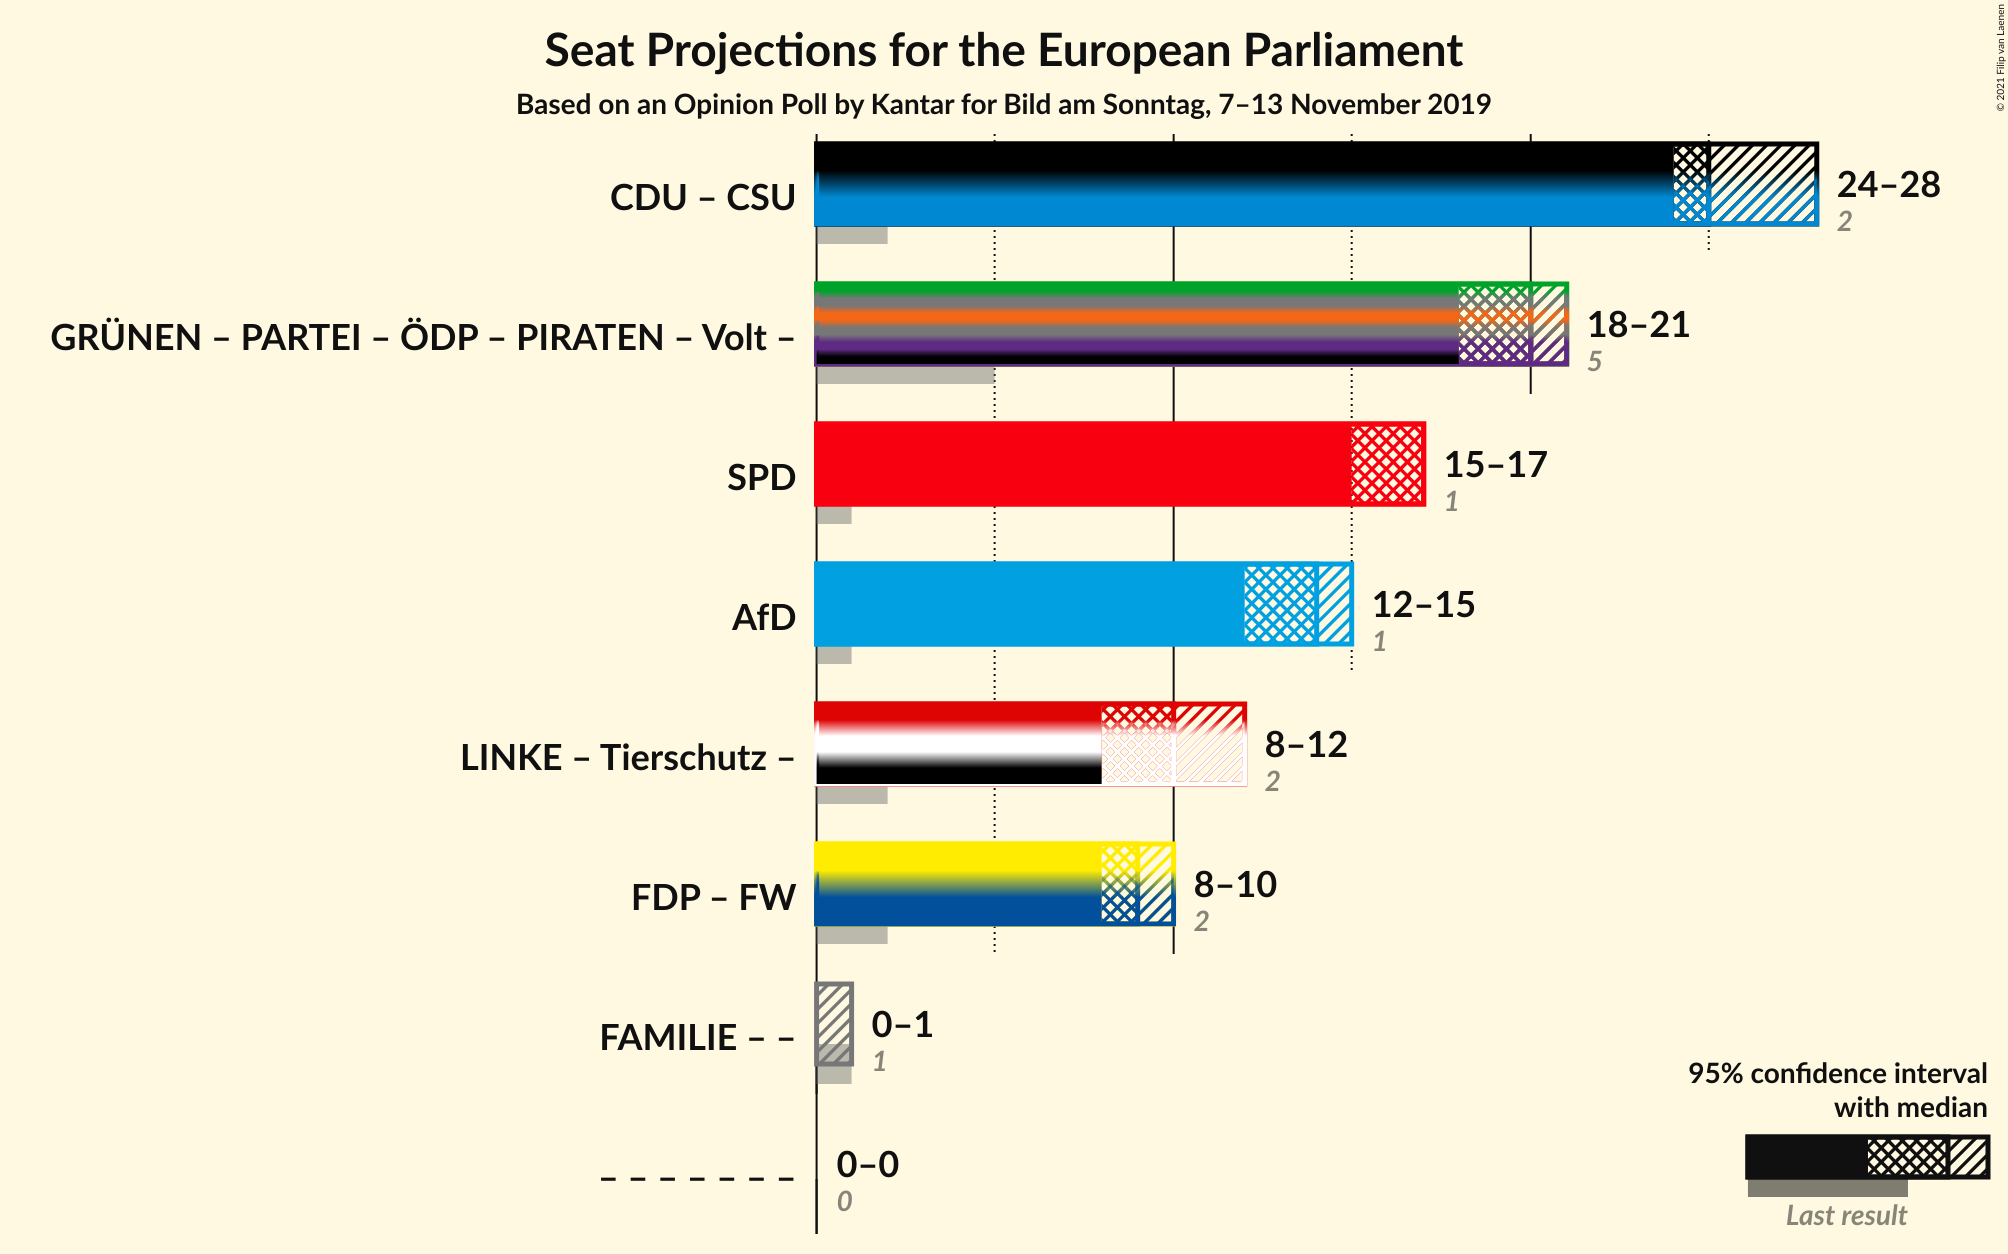 Seat Projections for the European Parliament
Based on an Opinion Poll by Kantar for Bild am Sonntag, 7–13 November 2019
© 2021 Filip van Laenen
CDU – CSU
24–28
2
GRÜNEN – PARTEI – ÖDP – PIRATEN – Volt –
18–21
5
SPD
15–17
1
AfD
12–15
1
LINKE – Tierschutz –
8–12
2
FDP – FW
8–10
2
FAMILIE – –
0–1
1
– – – – – – –
0–0
0
95% confidence interval
with median
Last result